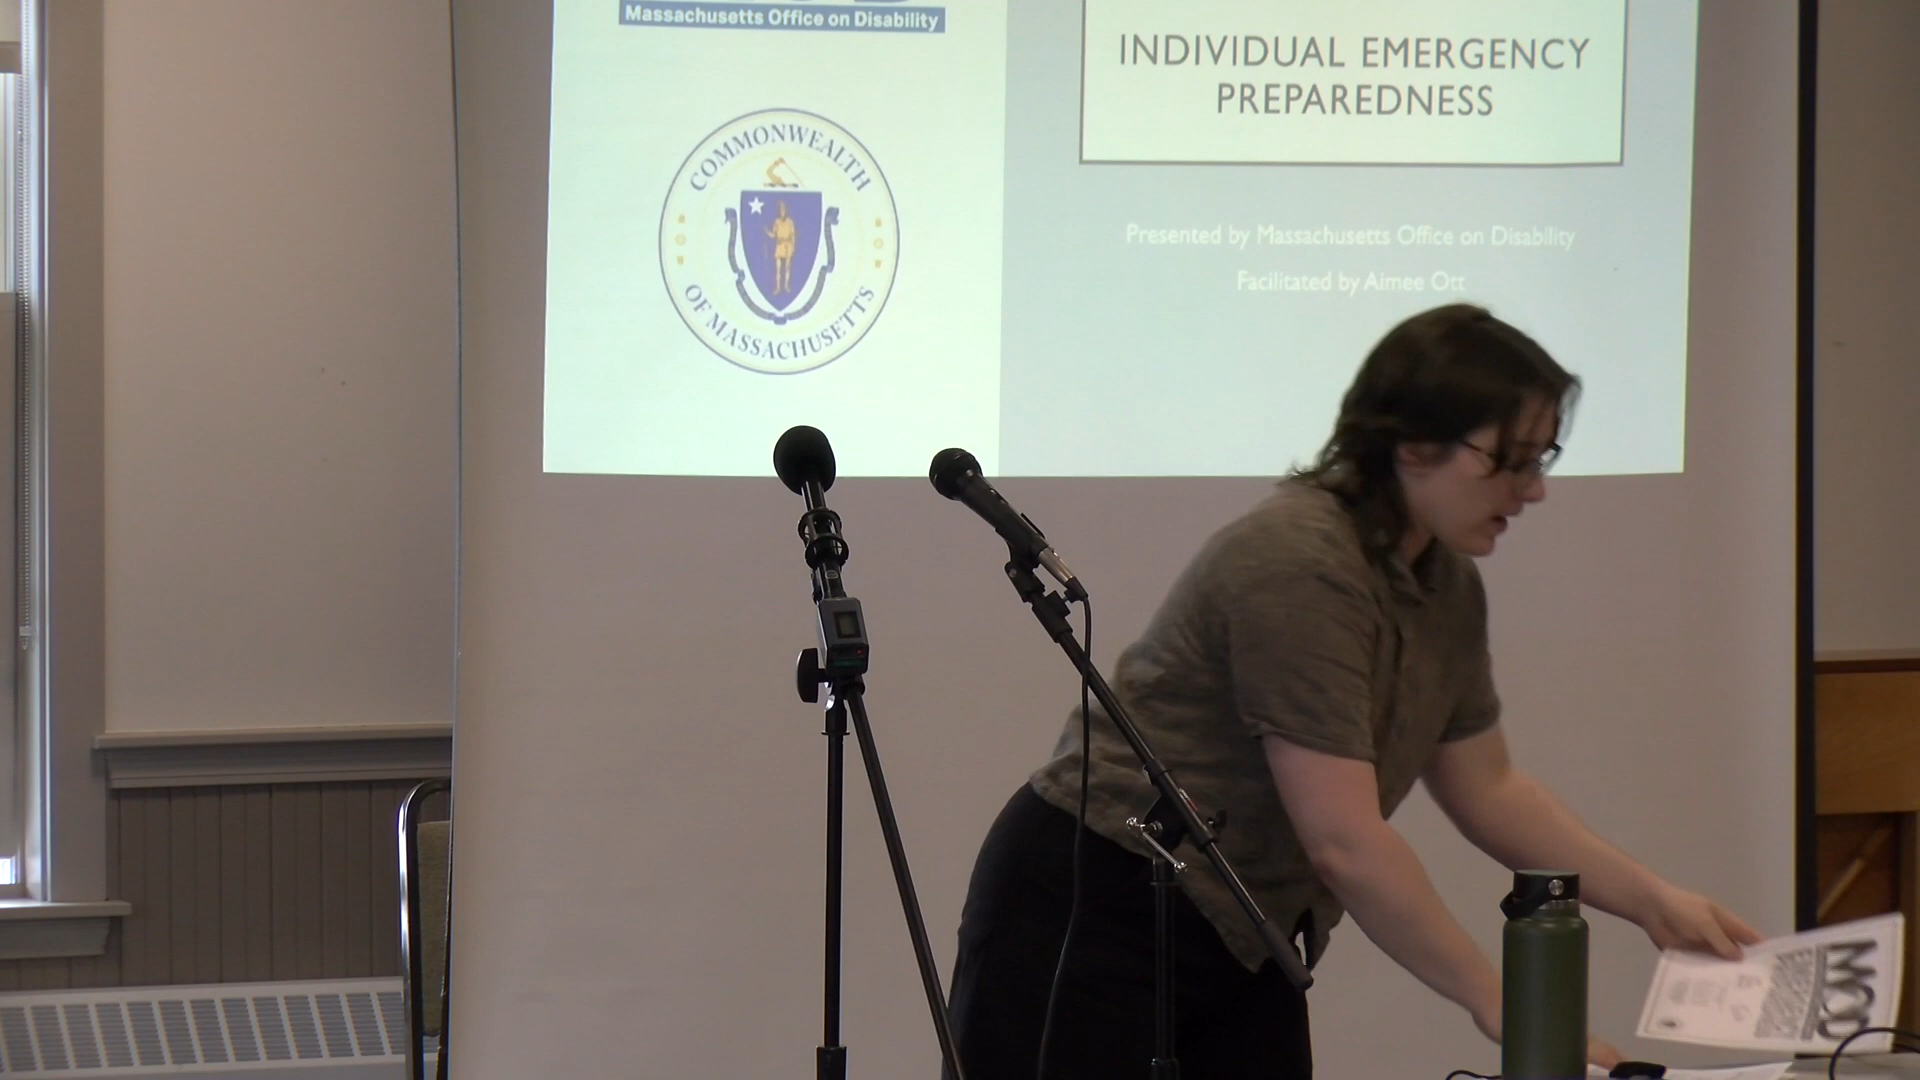 Massachusetts Office on Disability
COMMONWEALTH
OF MASSACHUSETTS
INDIVIDUAL EMERGENCY
PREPAREDNESS
Presented by Massachusetts Office on Disability
Facilitated by Aimee Ott
MOD